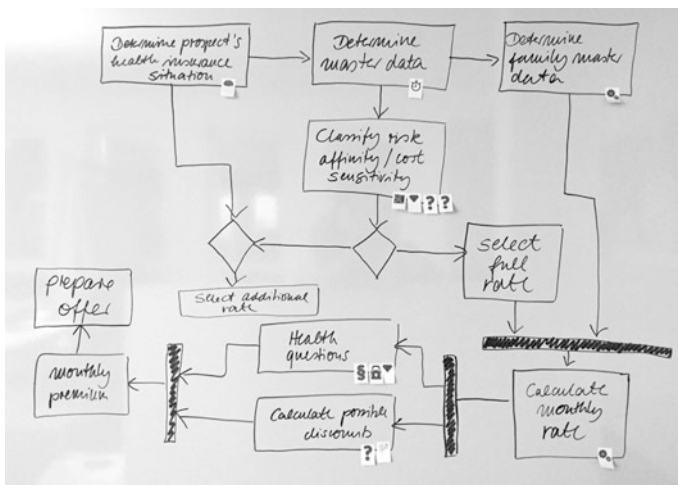 Determine prospect's
health insurance
situation
Determine
master data
Determine
family master
data
Classify risk
affinity/cost
sensitivity
? ?
select
full
rate
Select additional
rate
prepare
offer
Health
questions
§
monthly
premium
Calculate possible
discounts
?
Calculate
monthly
rate